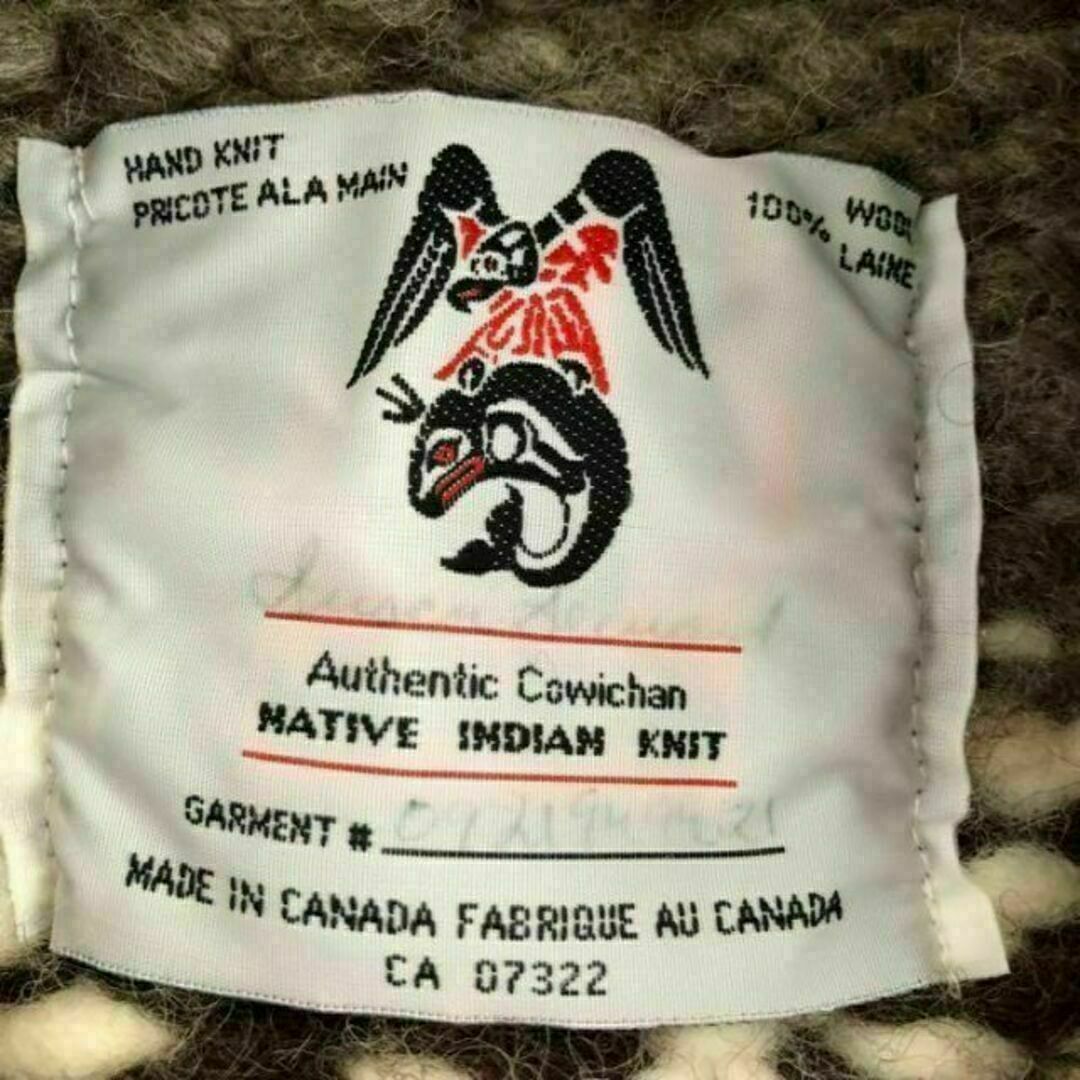 HAND KNIT
PRICOTE ALA MAIN
100% WOOL
LAINE
Authentic Cowichan
NATIVE INDIAN KNIT
GARMENT #
MADE IN CANADA FABRIQUE AU CANADA
CA 07322